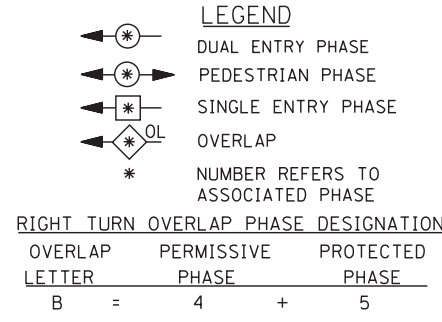 LEGEND
* DUAL ENTRY PHASE
* PEDESTRIAN PHASE
* SINGLE ENTRY PHASE
* OL OVERLAP
* NUMBER REFERS TO
ASSOCIATED PHASE
RIGHT TURN OVERLAP PHASE DESIGNATION
OVERLAP PERMISSIVE PROTECTED
LETTER PHASE PHASE
B = 4 + 5